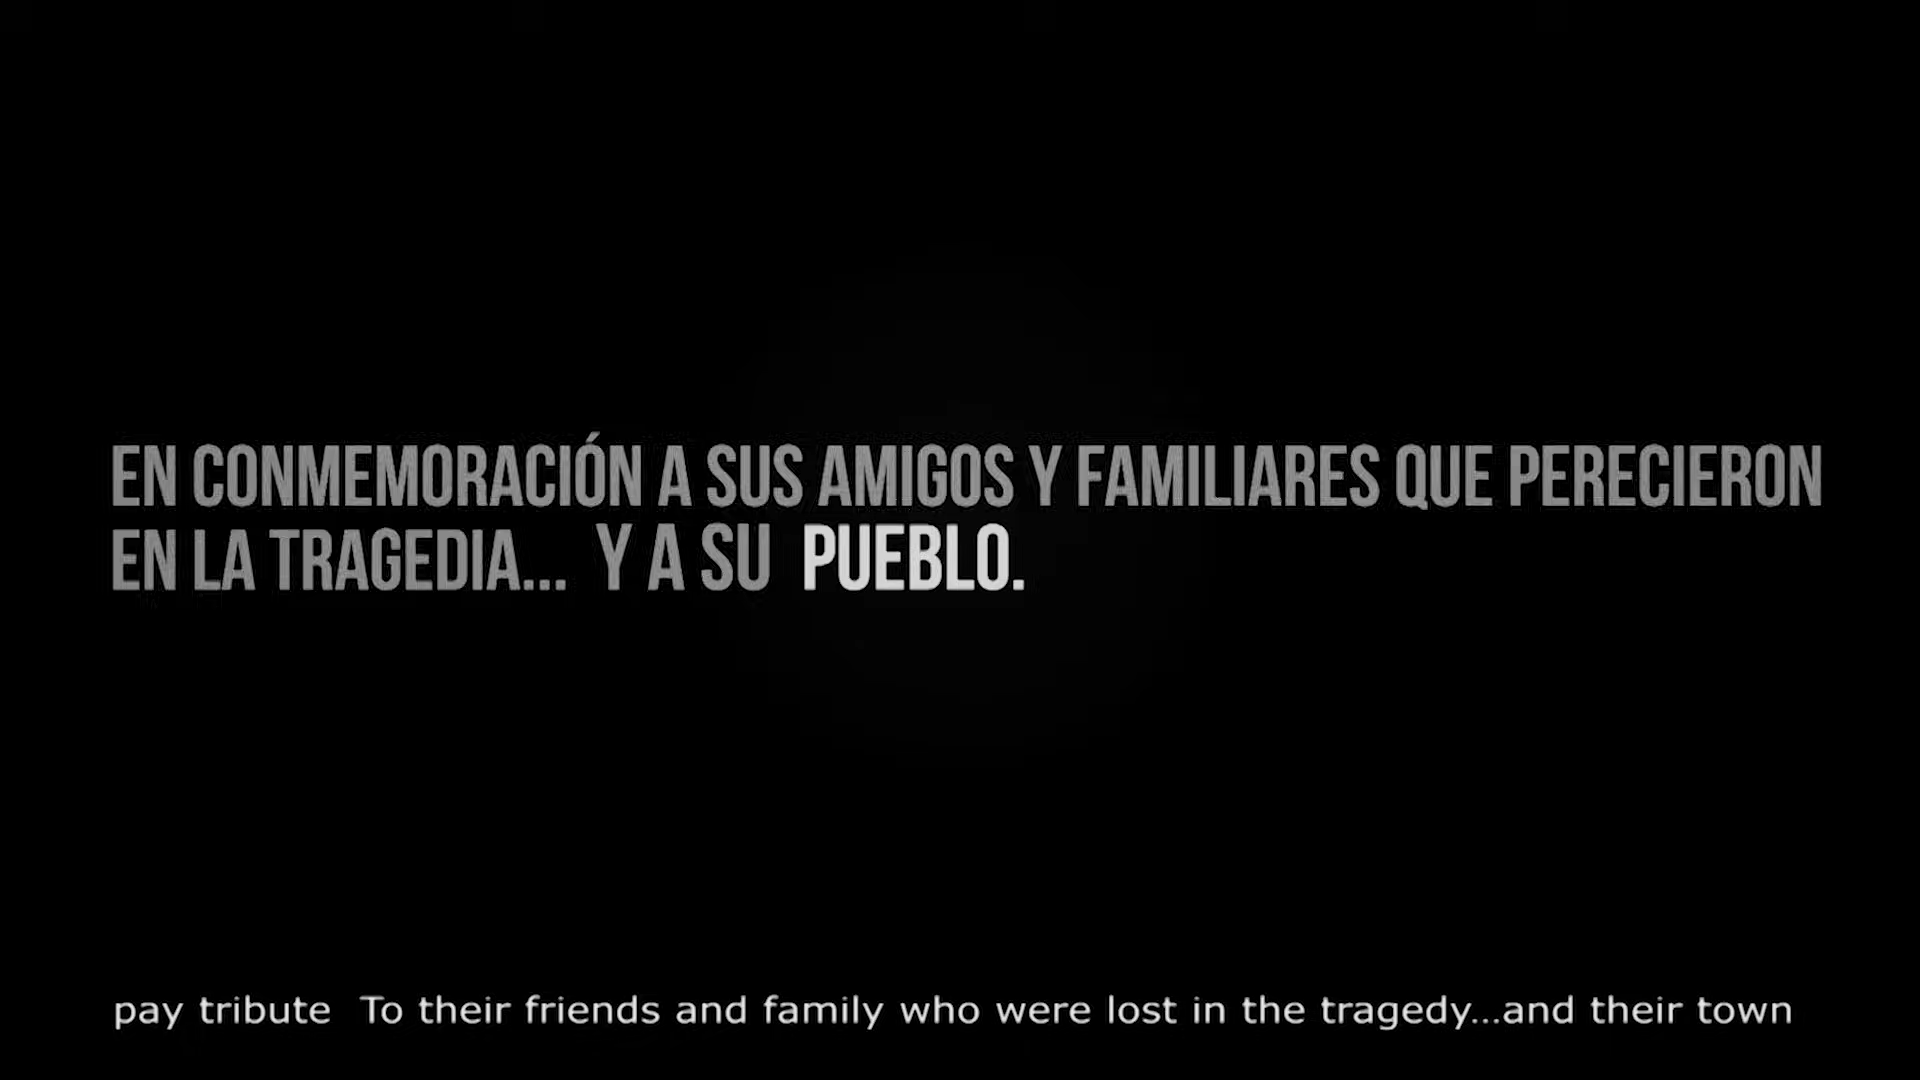 EN CONMEMORACIÓN A SUS AMIGOS Y FAMILIARES QUE PERECIERON
EN LA TRAGEDIA... Y A SU PUEBLO.
pay tribute To their friends and family who were lost in the tragedy...and their town